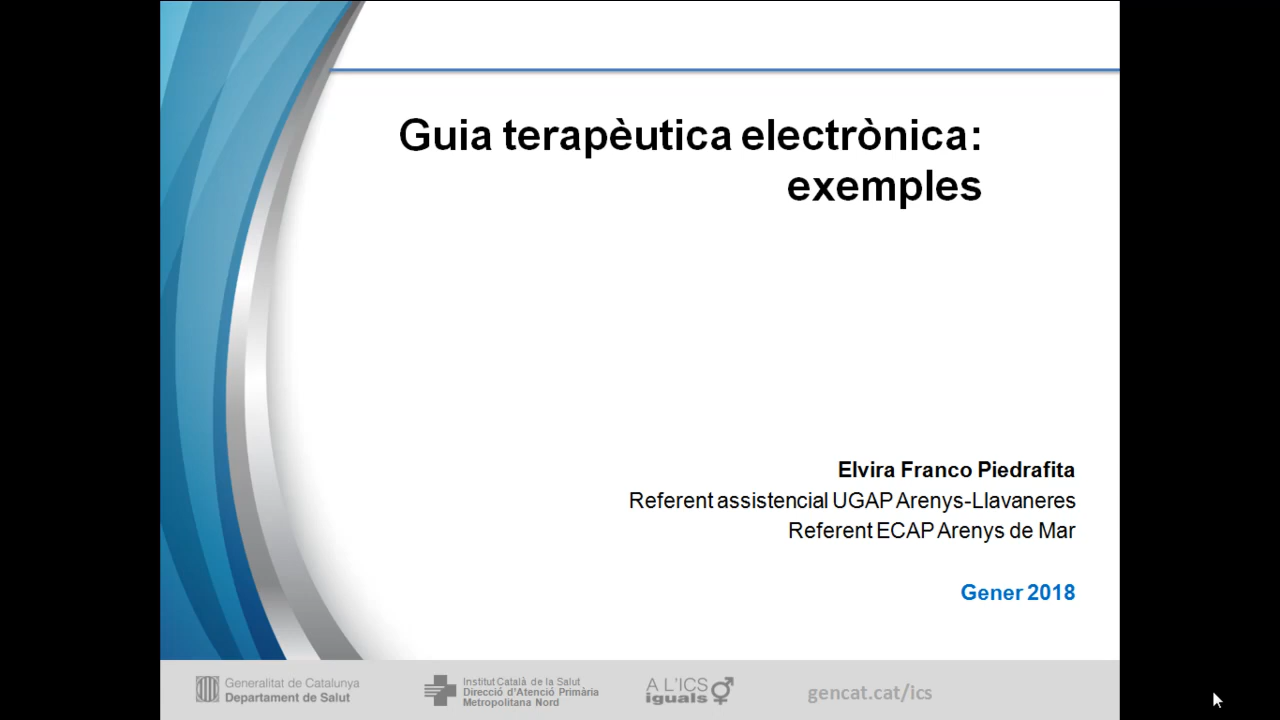 Guia terapèutica electrònica:
exemples
Elvira Franco Piedrafita
Referent assistencial UGAP Arenys-Llavaneres
Referent ECAP Arenys de Mar
Gener 2018
Generalitat de Catalunya
Departament de Salut
Institut Català de la Salut
Direcció d'Atenció Primària
Metropolitana Nord
A L'ICS
iguals
gencat.cat/ics